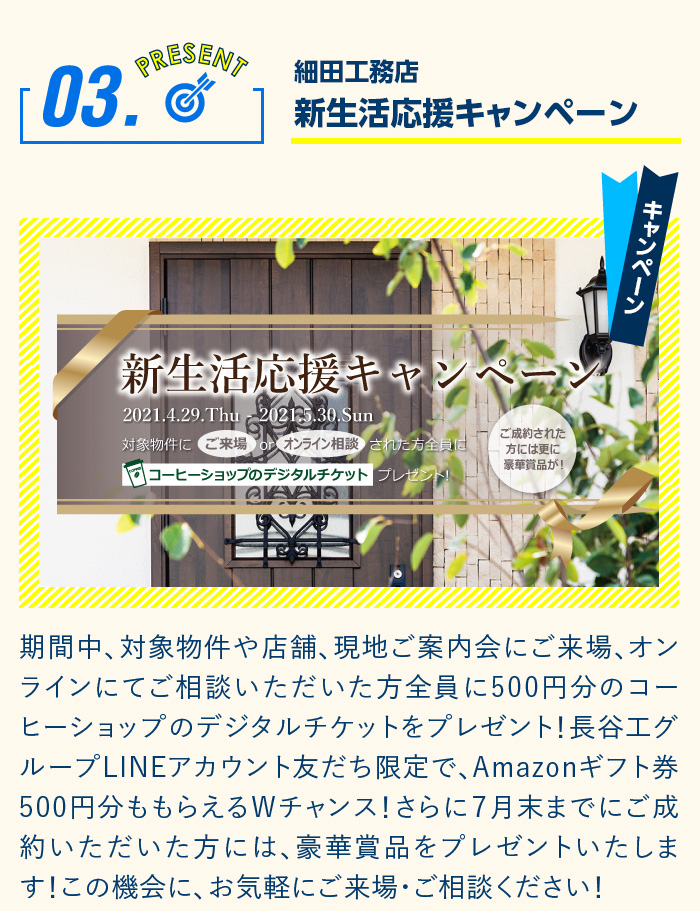 03.
PRESENT
細田工務店
新生活応援キャンペーン
キャンペーン
新生活応援キャンペーン
2021.4.29.Thu - 2021.5.30.Sun
対象物件に ご来場 or オンライン相談 された方全員に
コーヒーショップのデジタルチケット プレゼント!
ご成約された
方には更に
豪華賞品が!
期間中、対象物件や店舗、現地ご案内会にご来場、オン
ラインにてご相談いただいた方全員に500円分のコー
ヒーショップのデジタルチケットをプレゼント!長谷工グ
ループLINEアカウント友だち限定で、Amazonギフト券
500円分ももらえるWチャンス!さらに7月末までにご成
約いただいた方には、豪華賞品をプレゼントいたしま
す!この機会に、お気軽にご来場・ご相談ください!